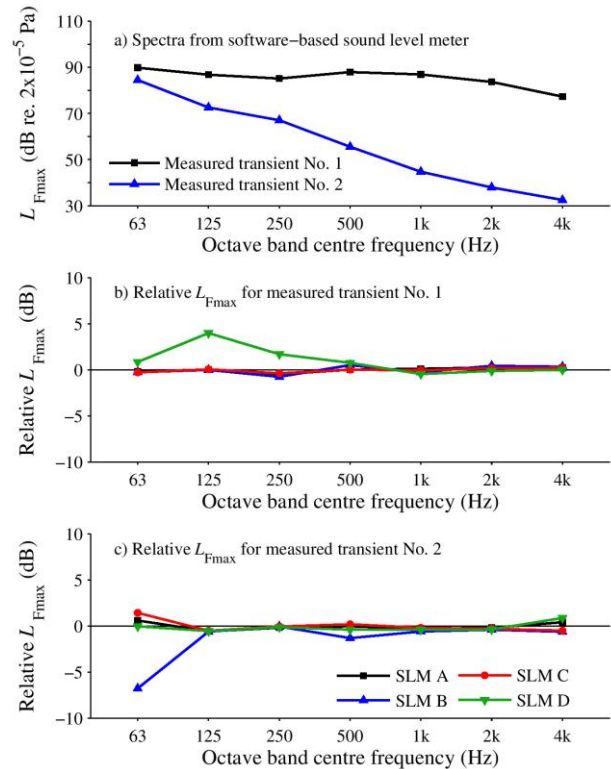 a) Spectra from software−based sound level meter
L Fmax (dB re. 2x10⁻⁵ Pa)
110
90
70
50
30
Measured transient No. 1
Measured transient No. 2
63 125 250 500 1k 2k 4k
Octave band centre frequency (Hz)
b) Relative L Fmax for measured transient No. 1
Relative L Fmax (dB)
10
5
0
−5
−10
63 125 250 500 1k 2k 4k
Octave band centre frequency (Hz)
c) Relative L Fmax for measured transient No. 2
Relative L Fmax (dB)
10
5
0
−5
−10
SLM A SLM C
SLM B SLM D
63 125 250 500 1k 2k 4k
Octave band centre frequency (Hz)